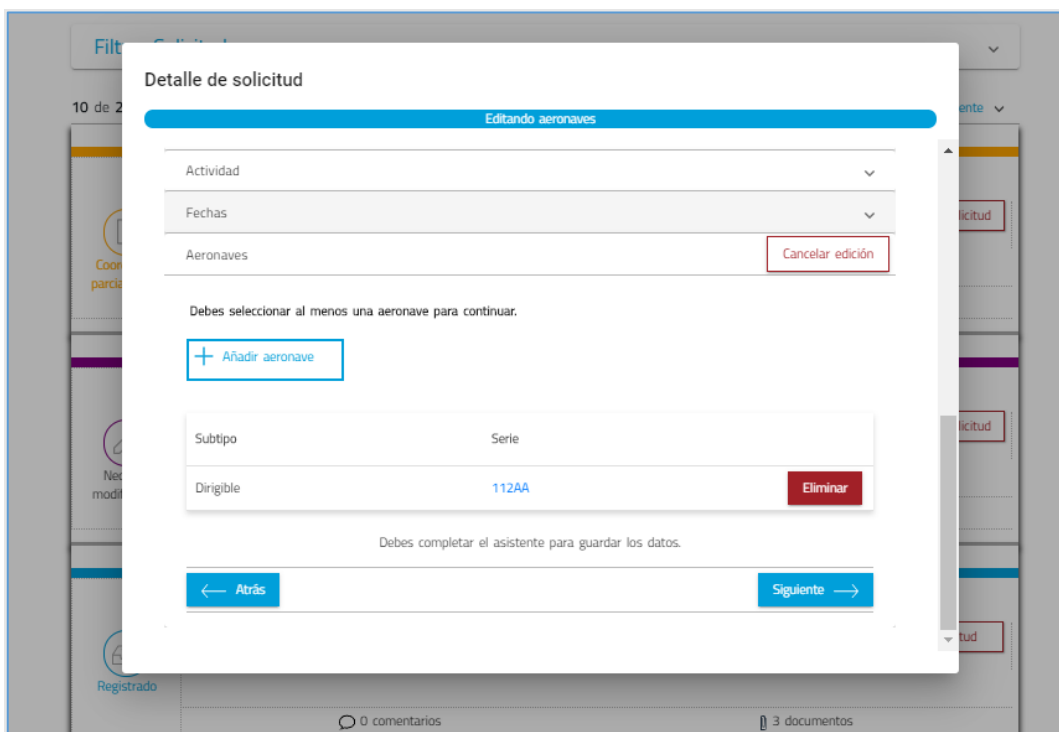 Detalle de solicitud
10 de 2
Editando aeronaves
Actividad
Fechas
Aeronaves
Cancelar edición
Debes seleccionar al menos una aeronave para continuar.
Añadir aeronave
Subtipo Serie
Dirigible 112AA Eliminar
Debes completar el asistente para guardar los datos.
Atrás Siguiente
Registrado
0 comentarios 3 documentos